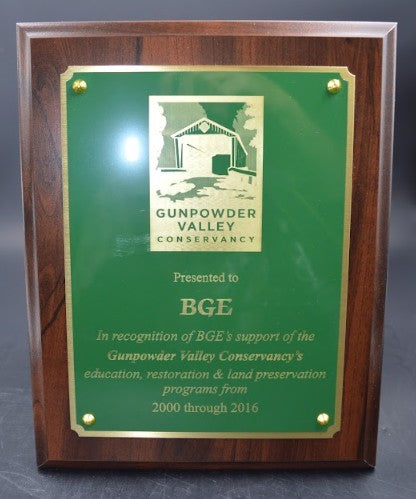 GUNPOWDER
VALLEY
CONSERVANCY
Presented to
BGE
In recognition of BGE's support of the
Gunpowder Valley Conservancy's
education, restoration & land preservation
programs from
2000 through 2016